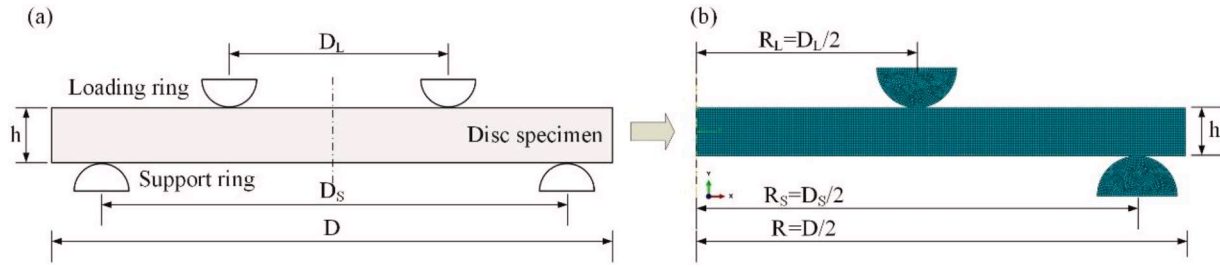 (a)
D_L
Loading ring
h
Disc specimen
Support ring
D_S
D
(b)
R_L=D_L/2
h
Y
X
R_S=D_S/2
R=D/2